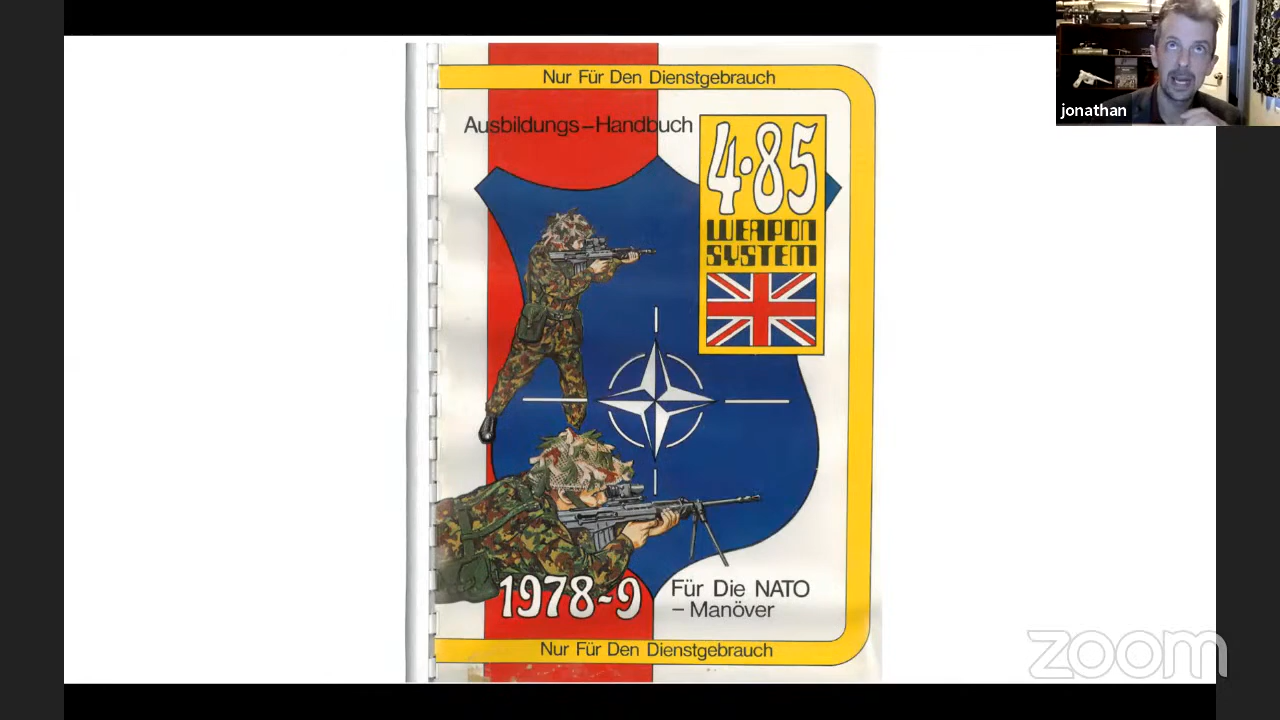 Nur Für Den Dienstgebrauch
jonathan
Ausbildungs-Handbuch
4·85
WEAPON
SYSTEM
1978-9
Für Die NATO
- Manöver
Nur Für Den Dienstgebrauch
zoom